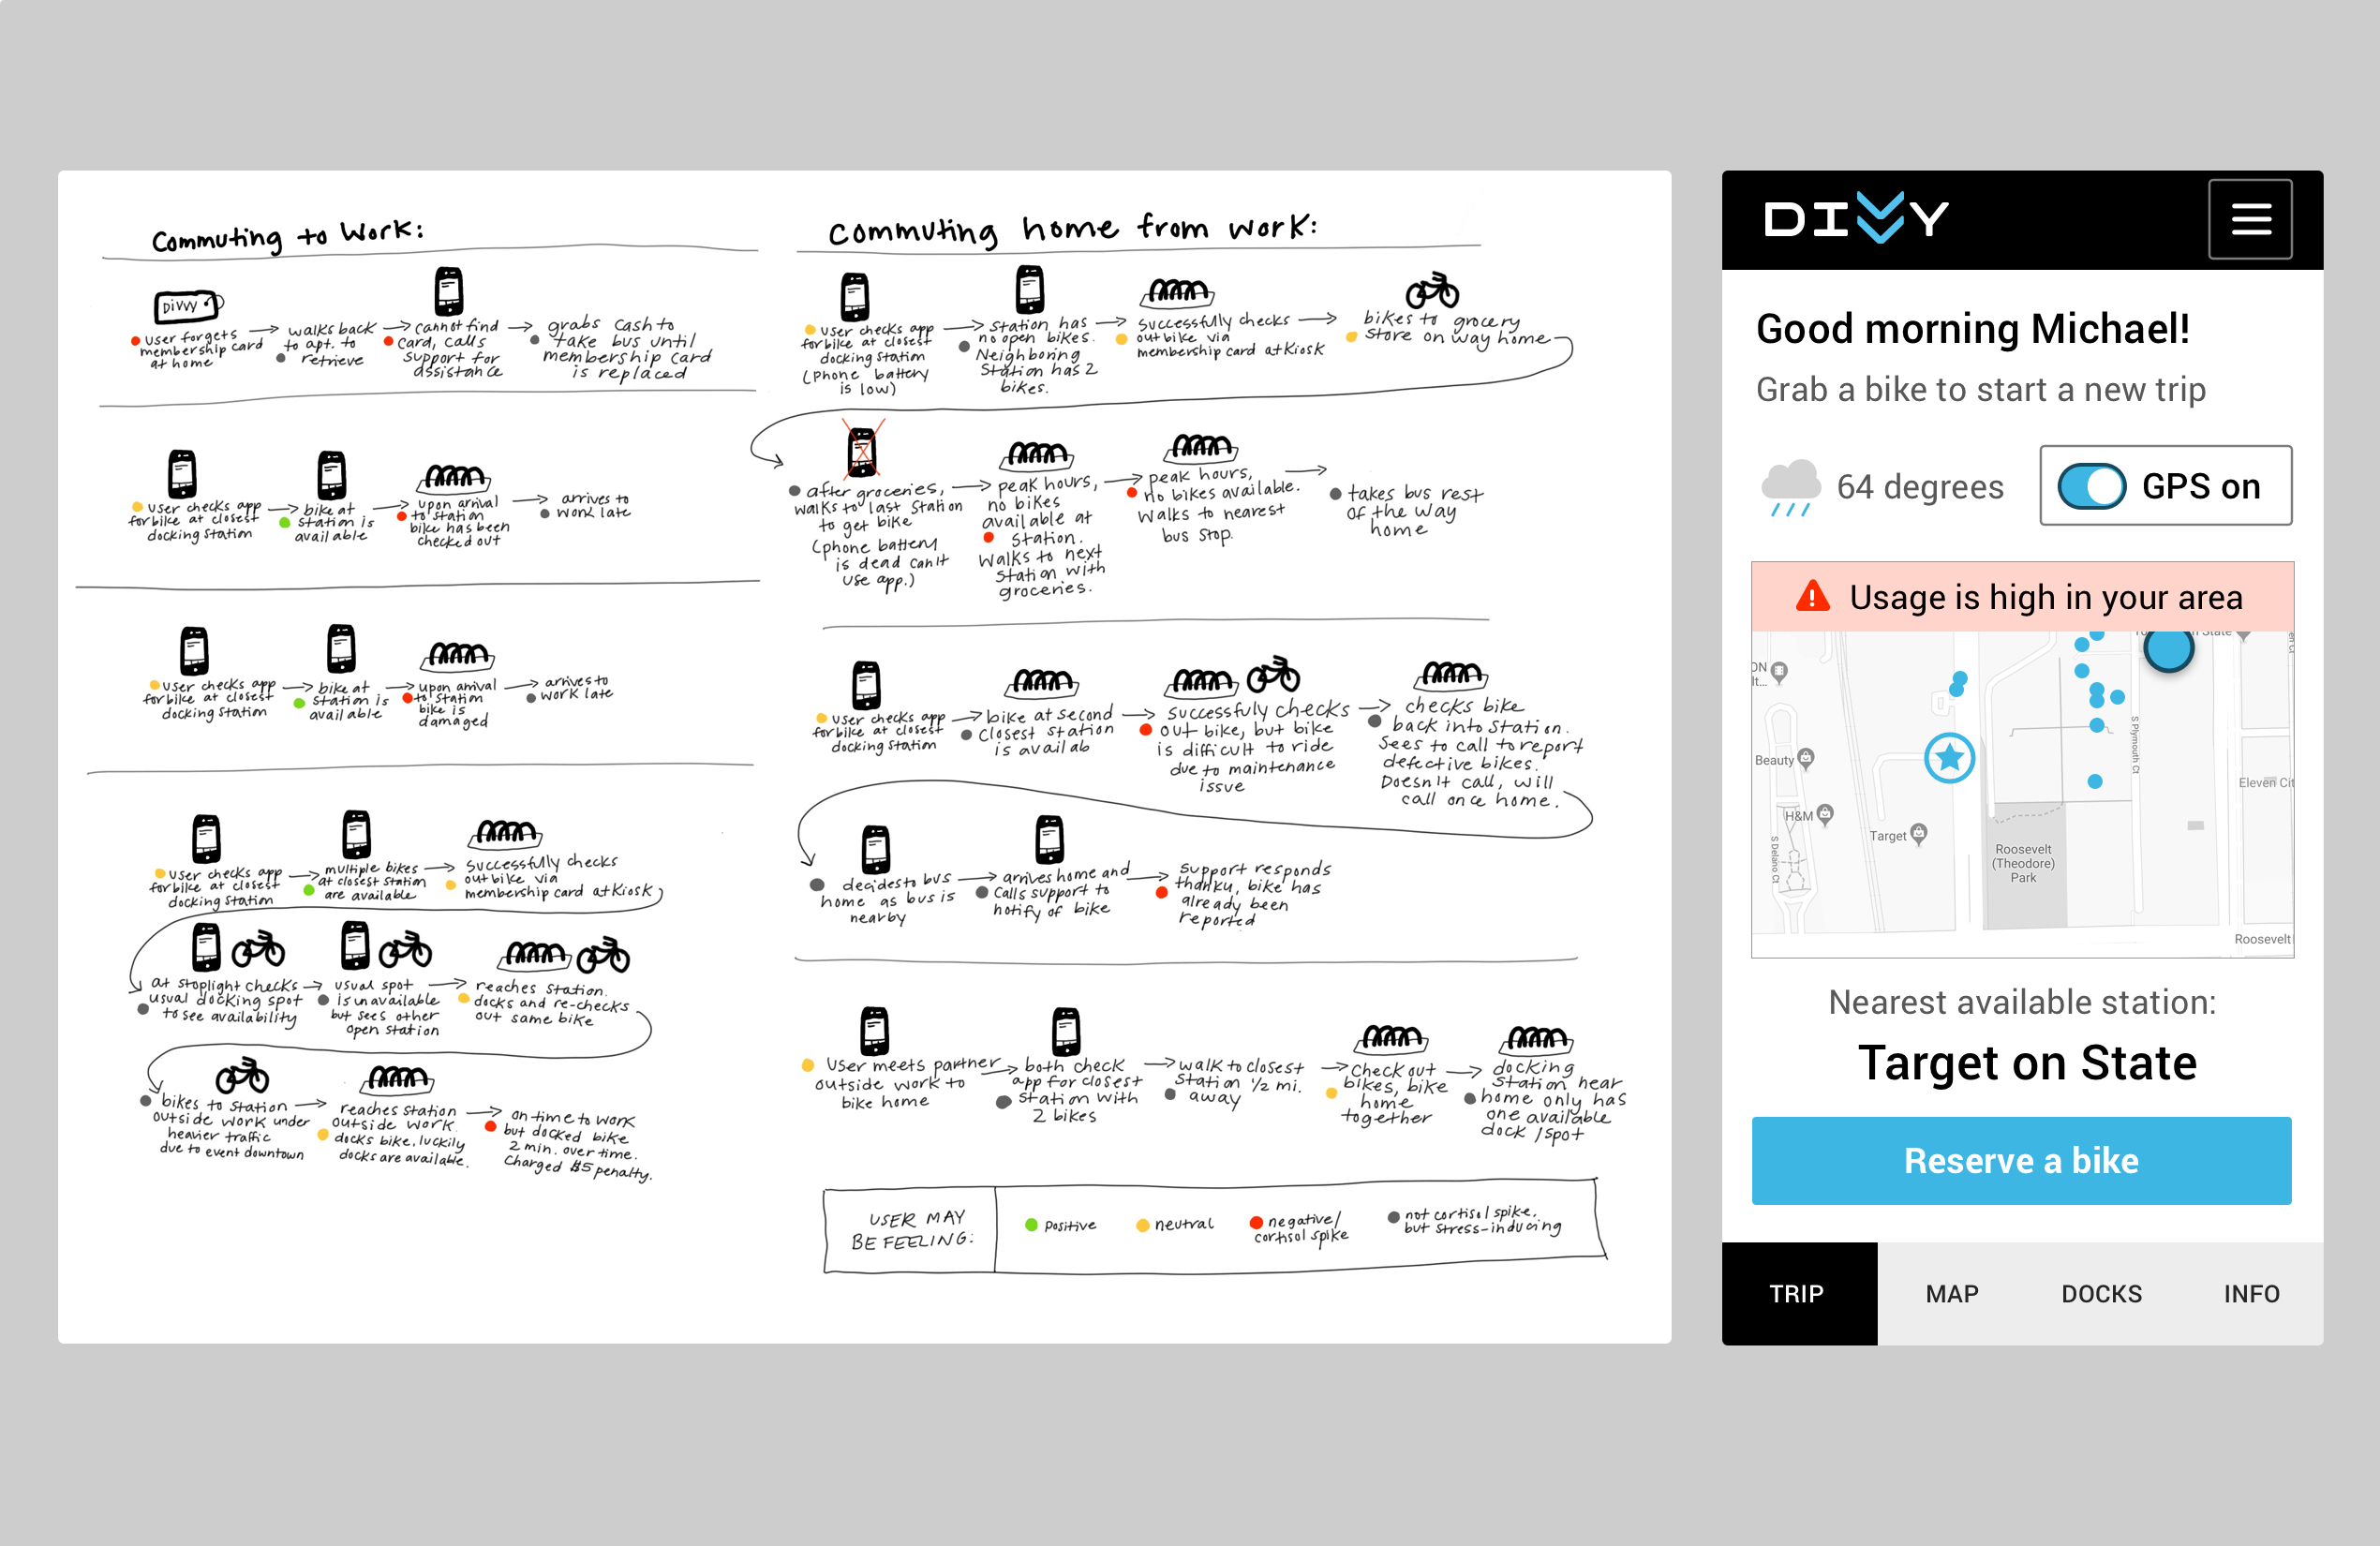 Commuting to Work:
Divvy
user forgets
membership card
at home
walks back
to apt. to
retrieve
cannot find
card, calls
support for
assistance
grabs cash to
take bus until
membership card
is replaced
user checks app
for bike at closest
docking station
bike at
station is
available
upon arrival
to station
bike has been
checked out
arrives to
work late
user checks app
for bike at closest
docking station
bike at
station is
available
upon arrival
to station
bike is
damaged
arrives to
work late
user checks app
for bike at closest
docking station
multiple bikes
at closest station
are available
successfully checks
out bike via
membership card at kiosk
at stoplight checks
usual docking spot
to see availability
usual spot
is unavailable
but sees other
open station
reaches station.
docks and re-checks
out same bike
bikes to station
outside work under
heavier traffic
due to event downtown
reaches station
outside work.
docks bike, luckily
docks are available.
on time to work
but docked bike
2 min. over time.
Charged $5 penalty.
Commuting home from work:
user checks app
for bike at closest
docking station
(phone battery
is low)
station has
no open bikes.
Neighboring
station has 2
bikes.
successfully checks
out bike via
membership card at kiosk
bikes to grocery
store on way home
after groceries,
walks to last station
to get bike
(phone battery
is dead can't
use app.)
peak hours,
no bikes
available at
station.
walks to next
station with
groceries.
peak hours,
no bikes available.
walks to nearest
bus stop.
takes bus rest
of the way
home
user checks app
for bike at closest
docking station
bike at second
closest station
is availab
successfuly checks
out bike, but bike
is difficult to ride
due to maintenance
issue
checks bike
back into station.
Sees to call to report
defective bikes.
Doesn't call, will
call once home.
decides to bus
home as bus is
nearby
arrives home and
calls support to
notify of bike
support responds
thanku, bike has
already been
reported
User meets partner
outside work to
bike home
both check
app for closest
station with
2 bikes
walk to closest
station 1/2 mi.
away
check out
bikes, bike
home
together
docking
station near
home only has
one available
dock/spot
USER MAY
BE FEELING:
positive
neutral
negative/
cortisol spike
not cortisol spike,
but stress-inducing
DIVVY
Good morning Michael!
Grab a bike to start a new trip
64 degrees
GPS on
Usage is high in your area
Beauty
H&M
Target
S Delano Ct
S Plymouth Ct
Eleven Cit
Roosevelt
(Theodore)
Park
Roosevelt
Nearest available station:
Target on State
Reserve a bike
TRIP
MAP
DOCKS
INFO